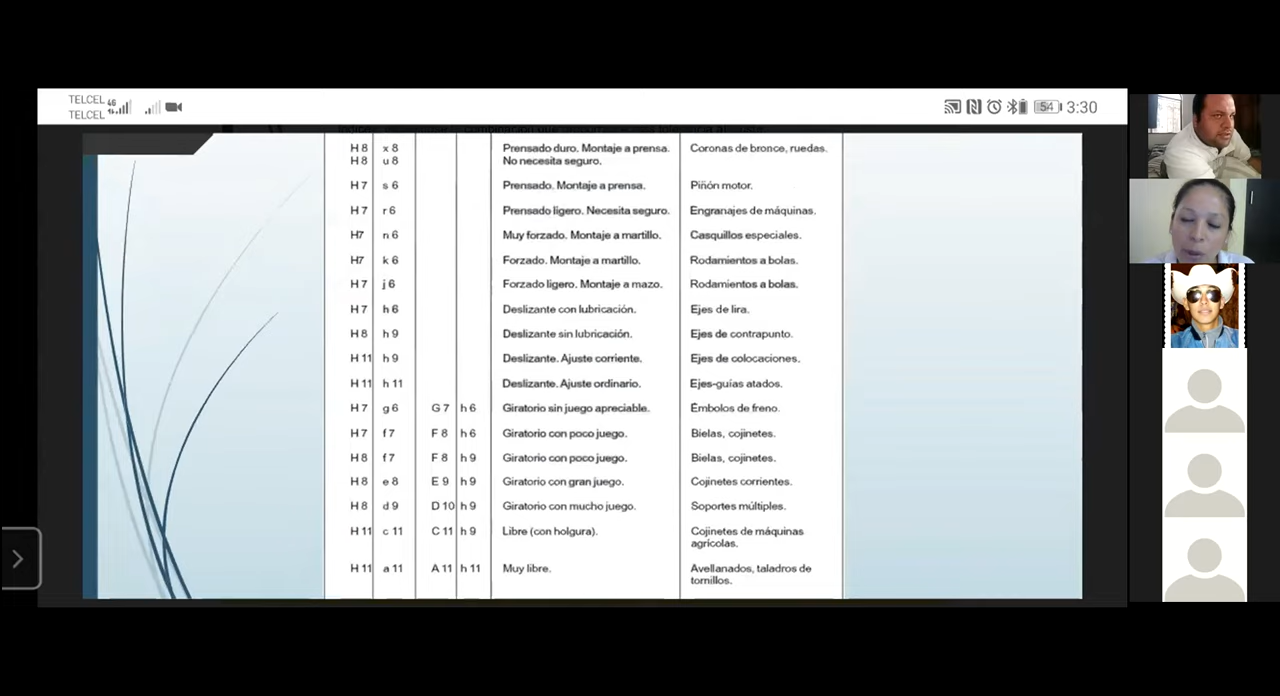 TELCEL 4G
TELCEL
54 3:30
H 8 x 8 Prensado duro. Montaje a prensa. Coronas de bronce, ruedas.
H 8 u 8 No necesita seguro.
H 7 s 6 Prensado. Montaje a prensa. Piñón motor.
H 7 r 6 Prensado ligero. Necesita seguro. Engranajes de máquinas.
H7 n 6 Muy forzado. Montaje a martillo. Casquillos especiales.
H7 k 6 Forzado. Montaje a martillo. Rodamientos a bolas.
H 7 j 6 Forzado ligero. Montaje a mazo. Rodamientos a bolas.
H 7 h 6 Deslizante con lubricación. Ejes de lira.
H 8 h 9 Deslizante sin lubricación. Ejes de contrapunto.
H 11 h 9 Deslizante. Ajuste corriente. Ejes de colocaciones.
H 11 h 11 Deslizante. Ajuste ordinario. Ejes-guías atados.
H 7 g 6 G 7 h 6 Giratorio sin juego apreciable. Émbolos de freno.
H 7 f 7 F 8 h 6 Giratorio con poco juego. Bielas, cojinetes.
H 8 f 7 F 8 h 9 Giratorio con poco juego. Bielas, cojinetes.
H 8 e 8 E 9 h 9 Giratorio con gran juego. Cojinetes corrientes.
H 8 d 9 D 10 h 9 Giratorio con mucho juego. Soportes múltiples.
H 11 c 11 C 11 h 9 Libre (con holgura). Cojinetes de máquinas
agrícolas.
H 11 a 11 A 11 h 11 Muy libre. Avellanados, taladros de
tornillos.